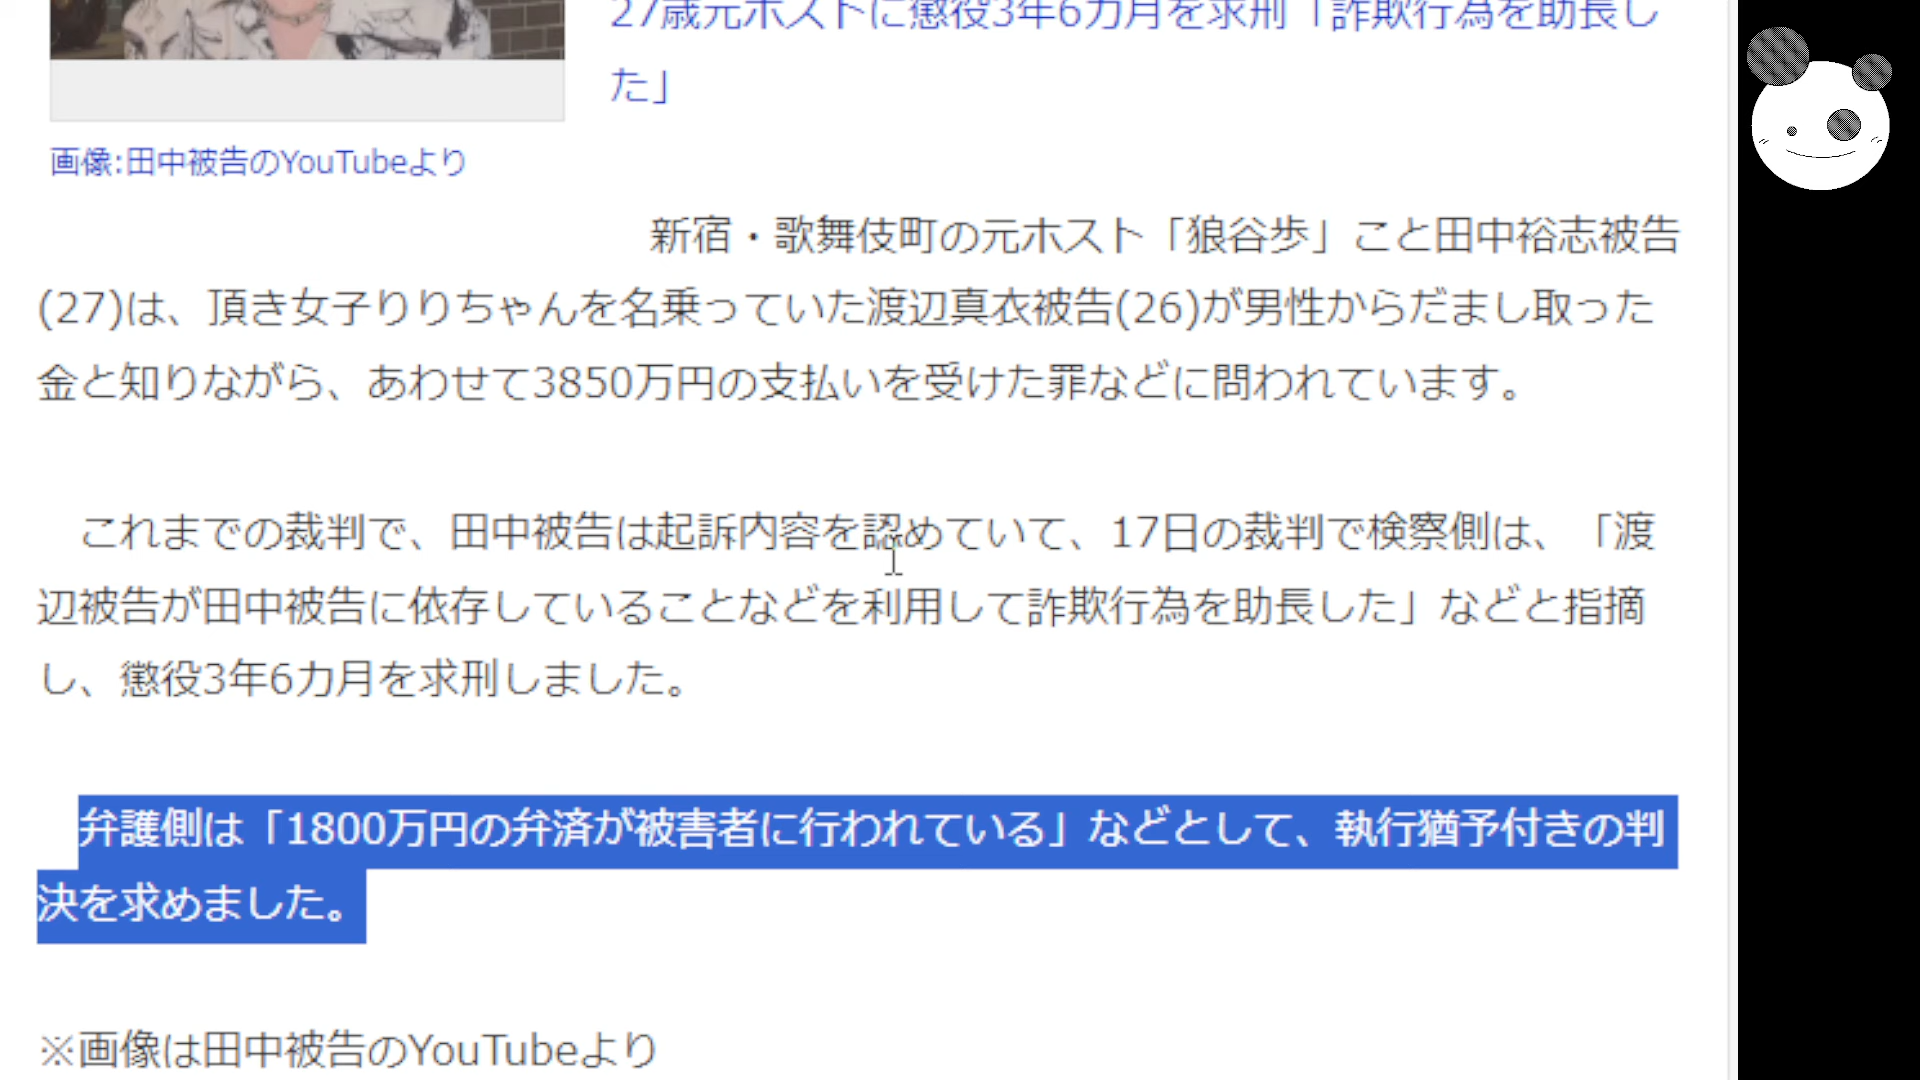 27歳元ホストに懲役3年6カ月を求刑「詐欺行為を助長し
た」
画像:田中被告のYouTubeより
新宿・歌舞伎町の元ホスト「狼谷歩」こと田中裕志被告
(27)は、頂き女子りりちゃんを名乗っていた渡辺真衣被告(26)が男性からだまし取った
金と知りながら、あわせて3850万円の支払いを受けた罪などに問われています。
これまでの裁判で、田中被告は起訴内容を認めていて、17日の裁判で検察側は、「渡
辺被告が田中被告に依存していることなどを利用して詐欺行為を助長した」などと指摘
し、懲役3年6カ月を求刑しました。
弁護側は「1800万円の弁済が被害者に行われている」などとして、執行猶予付きの判
決を求めました。
※画像は田中被告のYouTubeより